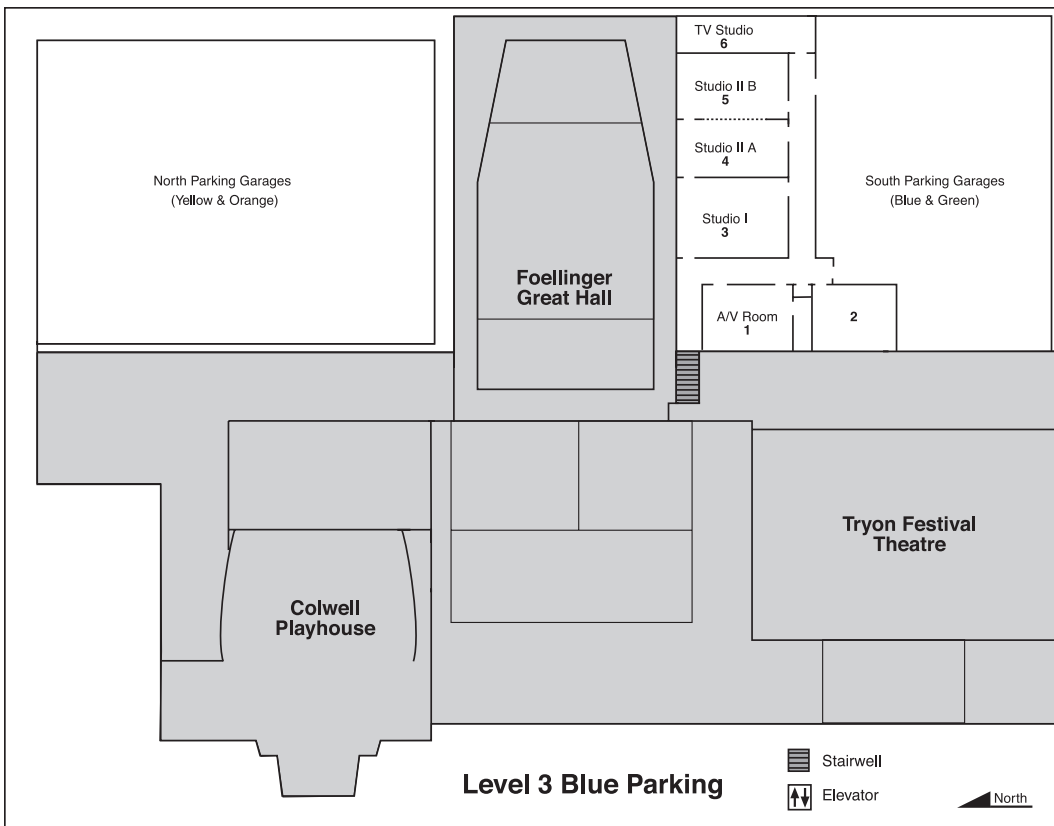 TV Studio
6
Studio II B
5
Studio II A
4
North Parking Garages
(Yellow & Orange)
South Parking Garages
(Blue & Green)
Studio I
3
Foellinger
Great Hall
A/V Room
1
2
Tryon Festival
Theatre
Colwell
Playhouse
Level 3 Blue Parking
Stairwell
Elevator
North